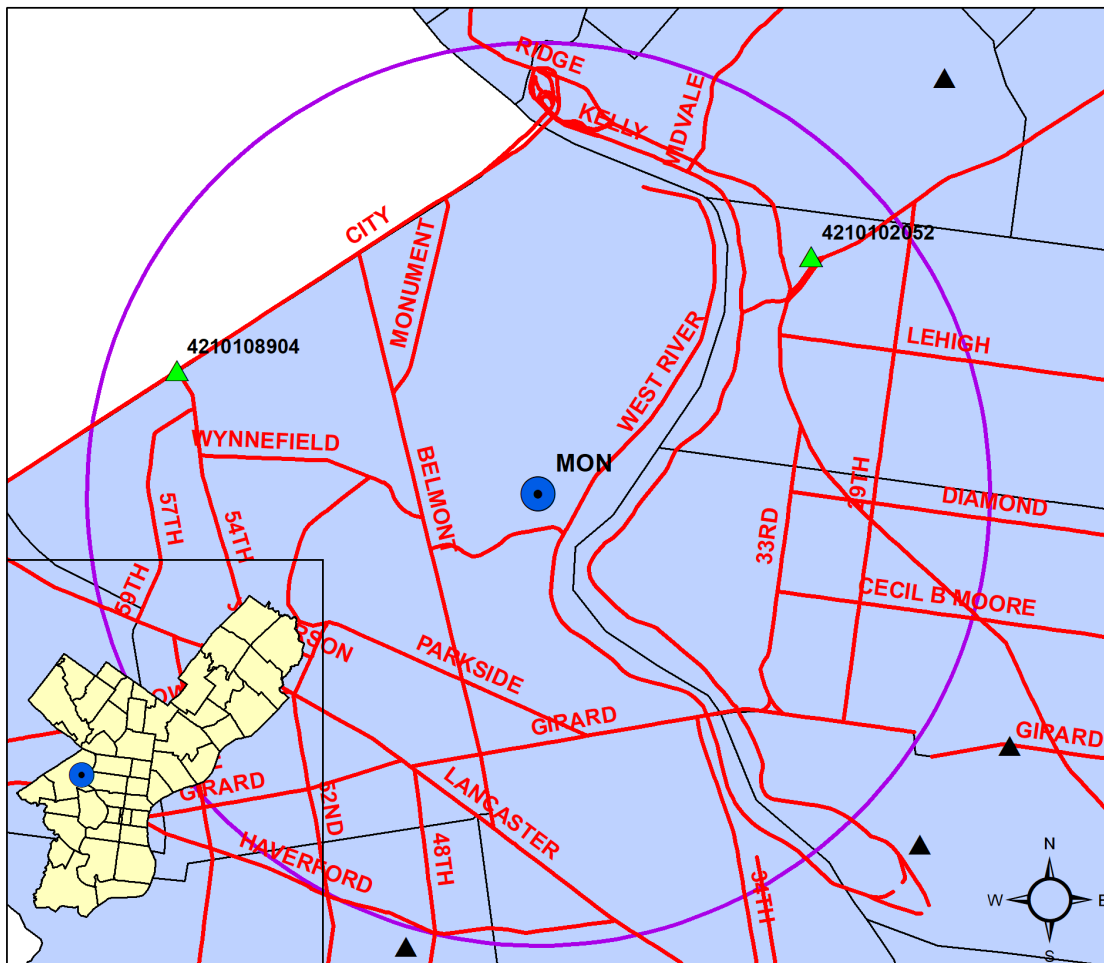 RIDGE
KELLY
MIDVALE
CITY
MONUMENT
4210102052
4210108904
LEHIGH
WEST RIVER
WYNNEFIELD
MON
BELMONT
57TH
54TH
29TH
DIAMOND
33RD
59TH
CECIL B MOORE
PARKSIDE
GIRARD
GIRARD
GIRARD
LANCASTER
52ND
HAVERFORD
48TH
34TH
N
W
E
S